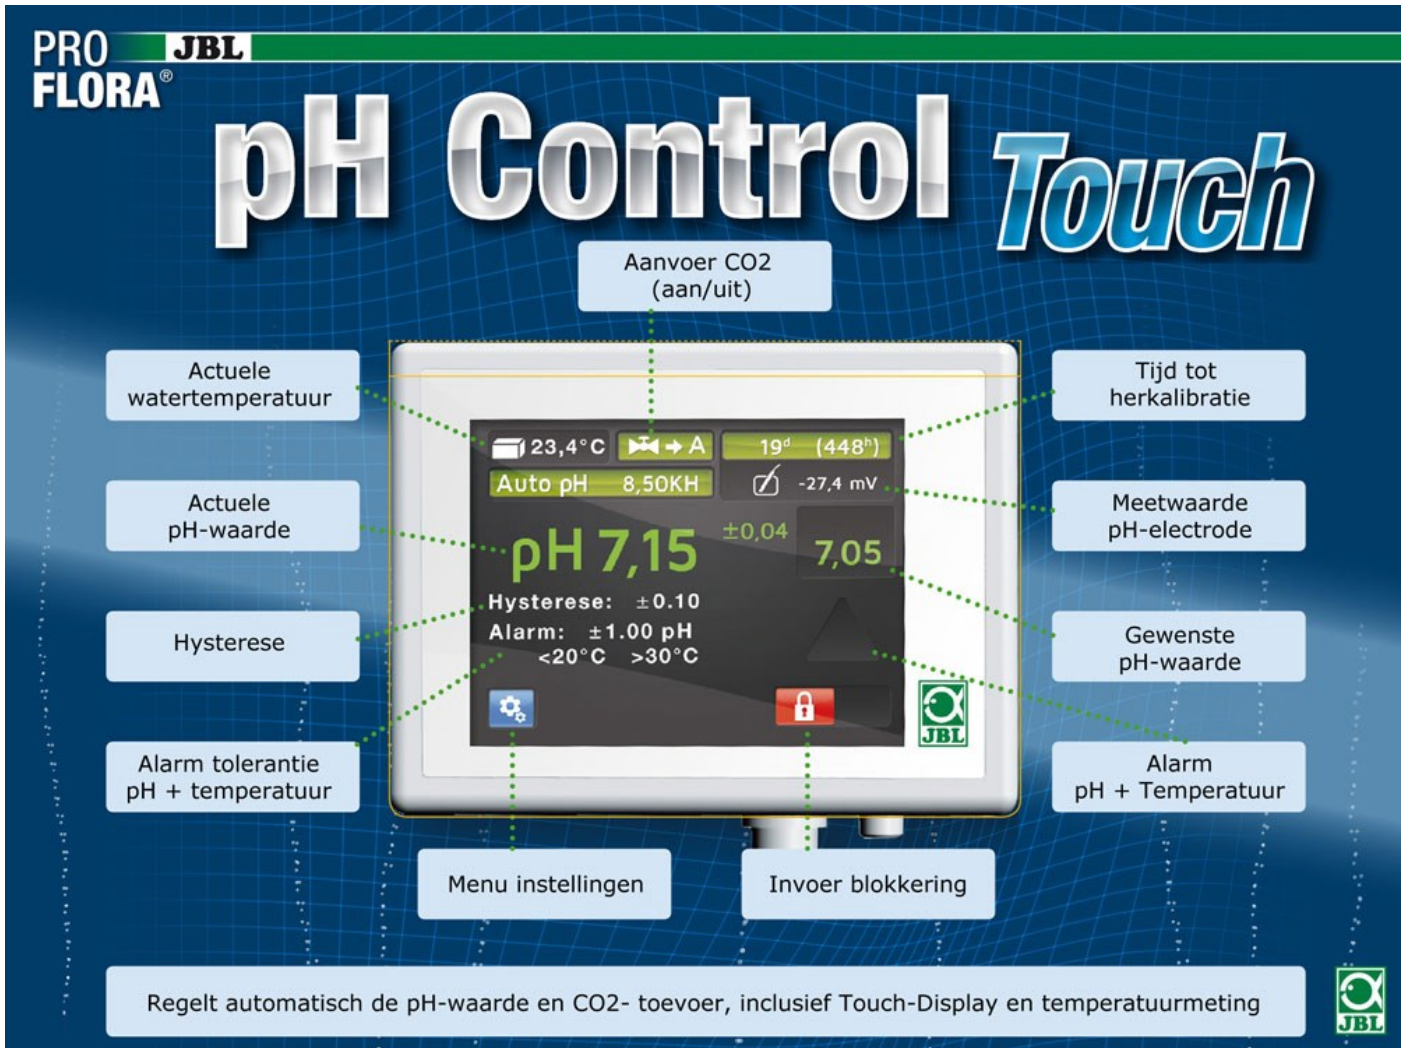 PRO
FLORA®
JBL
pH Control Touch
Aanvoer CO2
(aan/uit)
Actuele
watertemperatuur
Tijd tot
herkalibratie
23,4°C
→ A
19ᵈ (448ʰ)
Auto pH 8,50KH
-27,4 mV
Actuele
pH-waarde
Meetwaarde
pH-electrode
pH 7,15
±0,04
7,05
Hysterese: ±0.10
Alarm: ±1.00 pH
<20°C >30°C
Hysterese
Gewenste
pH-waarde
JBL
Alarm tolerantie
pH + temperatuur
Alarm
pH + Temperatuur
Menu instellingen
Invoer blokkering
Regelt automatisch de pH-waarde en CO2- toevoer, inclusief Touch-Display en temperatuurmeting
JBL